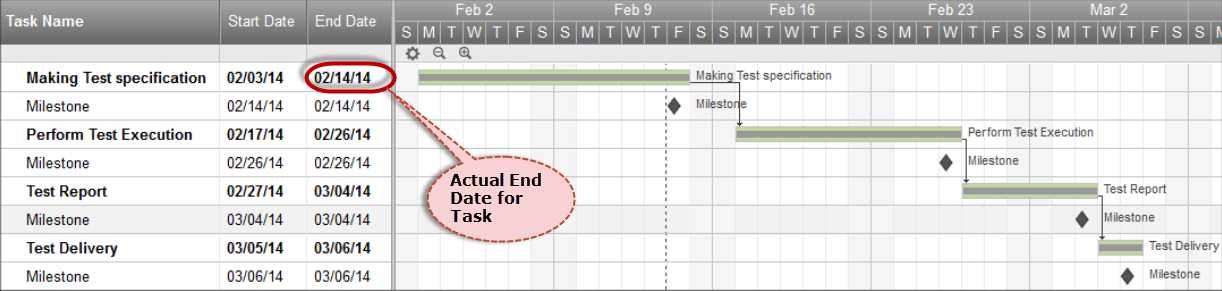 Task Name Start Date End Date Feb 2 Feb 9 Feb 16 Feb 23 Mar 2
S M T W T F S S M T W T F S S M T W T F S S M T W T F S S M T W T F S S M
Making Test specification 02/03/14 02/14/14 Making Test specification
Milestone 02/14/14 02/14/14 Milestone
Perform Test Execution 02/17/14 02/26/14 Perform Test Execution
Milestone 02/26/14 02/26/14 Milestone
Actual End
Date for
Task
Test Report 02/27/14 03/04/14 Test Report
Milestone 03/04/14 03/04/14 Milestone
Test Delivery 03/05/14 03/06/14 Test Delivery
Milestone 03/06/14 03/06/14 Milestone